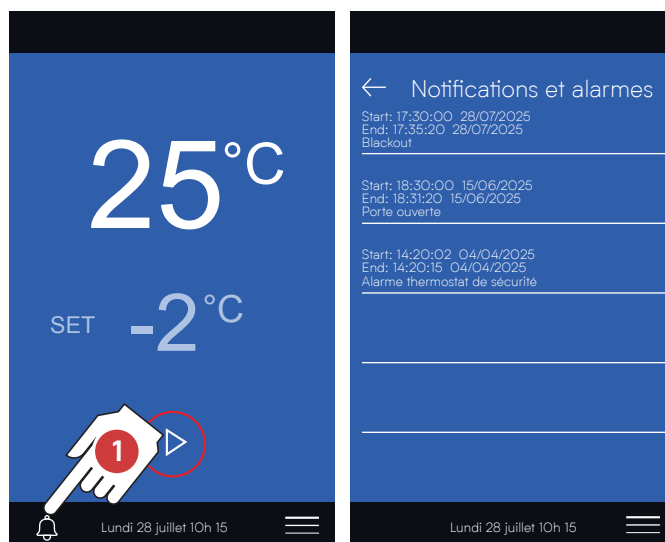 25°C
SET -2°C
1
Lundi 28 juillet 10h 15
Notifications et alarmes
Start: 17:30:00 28/07/2025
End: 17:35:20 28/07/2025
Blackout
Start: 18:30:00 15/06/2025
End: 18:31:20 15/06/2025
Porte ouverte
Start: 14:20:02 04/04/2025
End: 14:20:15 04/04/2025
Alarme thermostat de sécurité
Lundi 28 juillet 10h 15